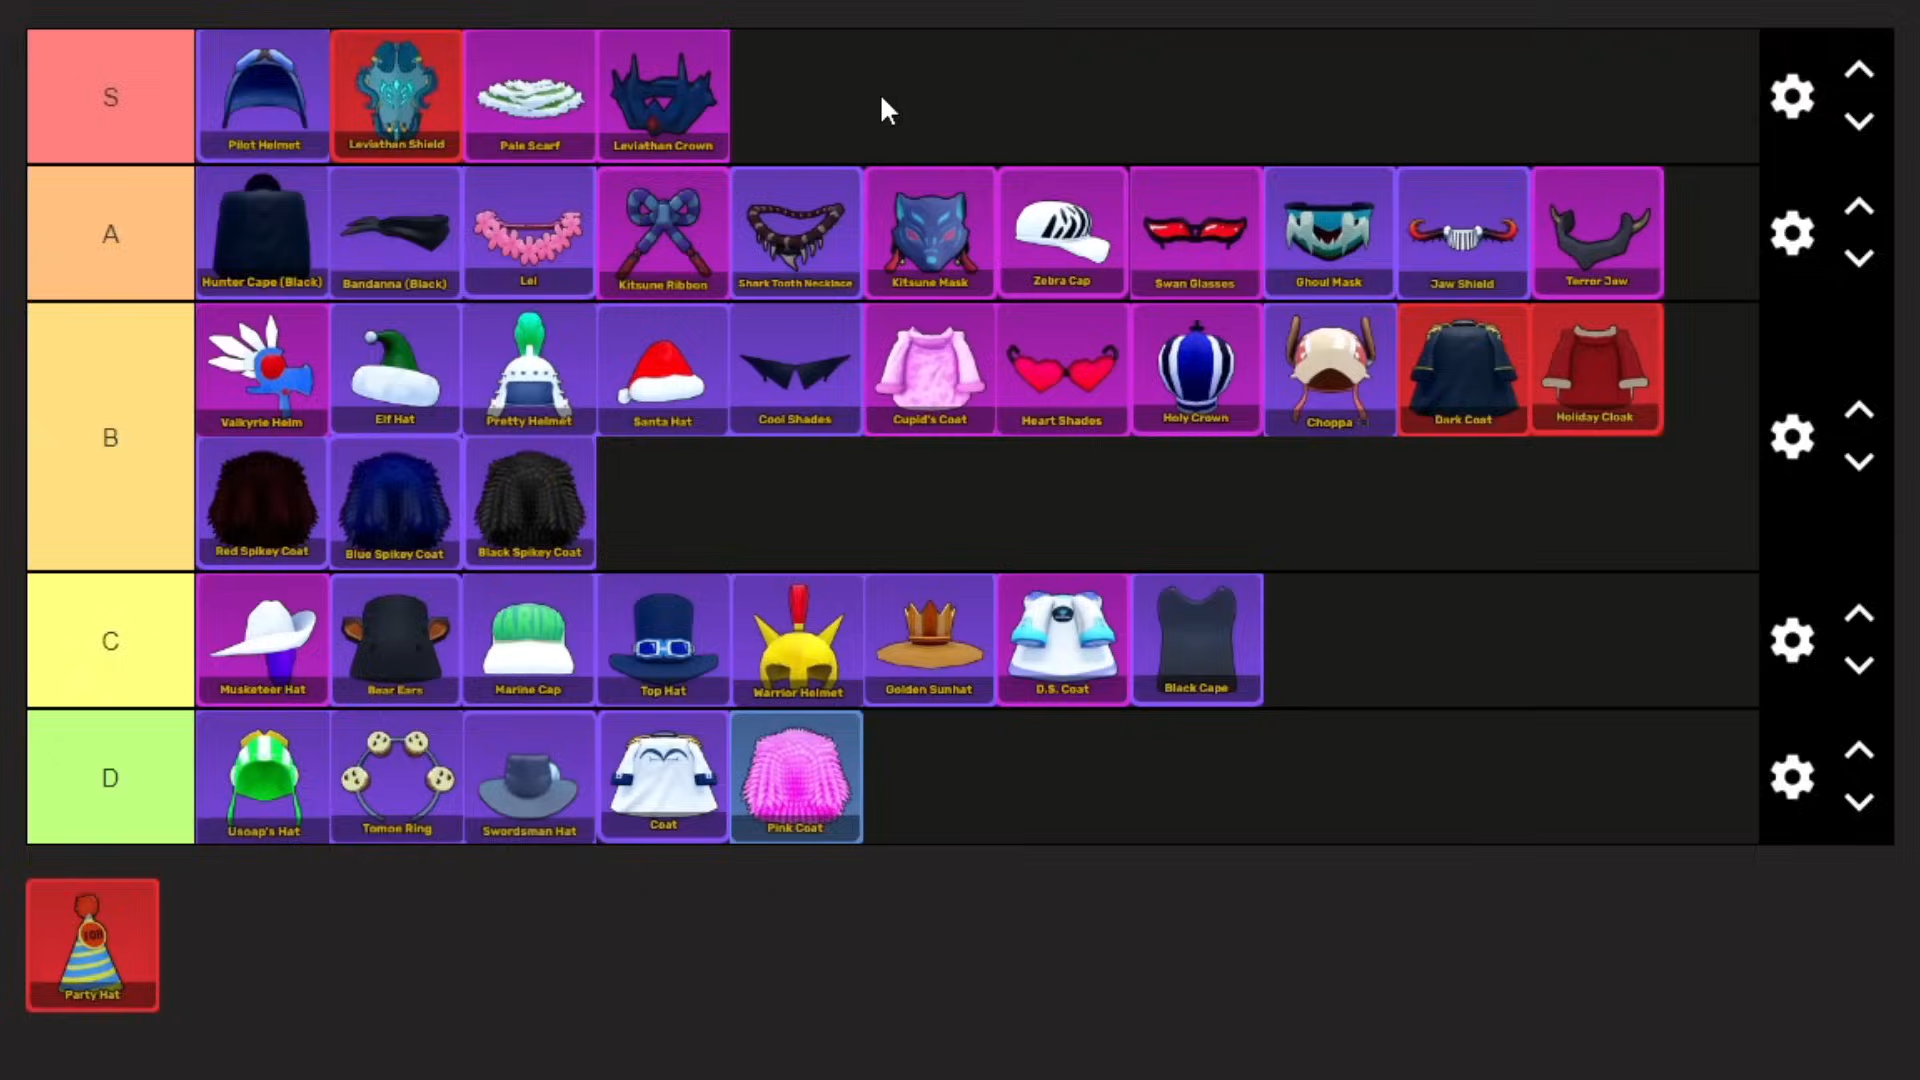 S
Pilot Helmet
Leviathan Shield
Pale Scarf
Leviathan Crown
A
Hunter Cape (Black)
Bandanna (Black)
Lei
Kitsune Ribbon
Shark Tooth Necklace
Kitsune Mask
Zebra Cap
Swan Glasses
Ghoul Mask
Jaw Shield
Terror Jaw
B
Valkyrie Helm
Elf Hat
Pretty Helmet
Santa Hat
Cool Shades
Cupid's Coat
Heart Shades
Holy Crown
Choppa
Dark Coat
Holiday Cloak
Red Spikey Coat
Blue Spikey Coat
Black Spikey Coat
C
Musketeer Hat
Bear Ears
Marine Cap
Top Hat
Warrior Helmet
Golden Sunhat
D.S. Coat
Black Cape
D
Usoap's Hat
Tomoe Ring
Swordsman Hat
Coat
Pink Coat
Party Hat